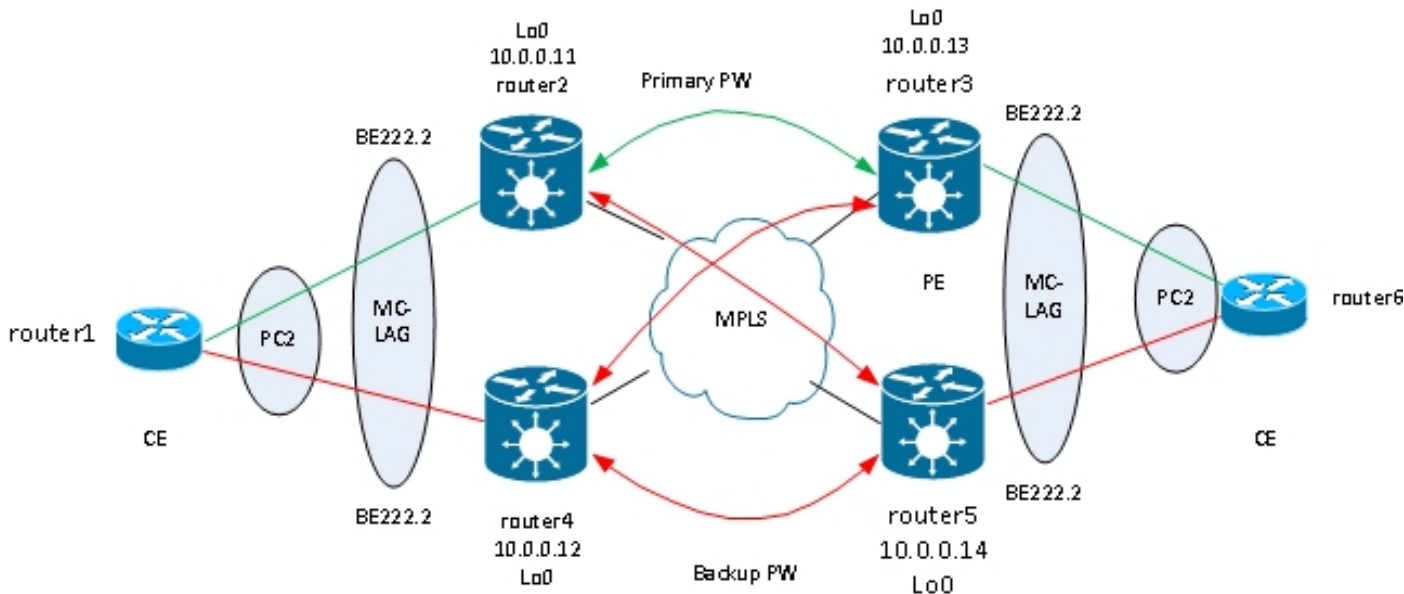 Lo0
10.0.0.11
router2
Primary PW
Lo0
10.0.0.13
router3
BE222.2
BE222.2
router1
CE
PC2
MC-
LAG
MPLS
PE
MC-
LAG
PC2
router6
CE
BE222.2
router4
10.0.0.12
Lo0
Backup PW
router5
10.0.0.14
Lo0
BE222.2